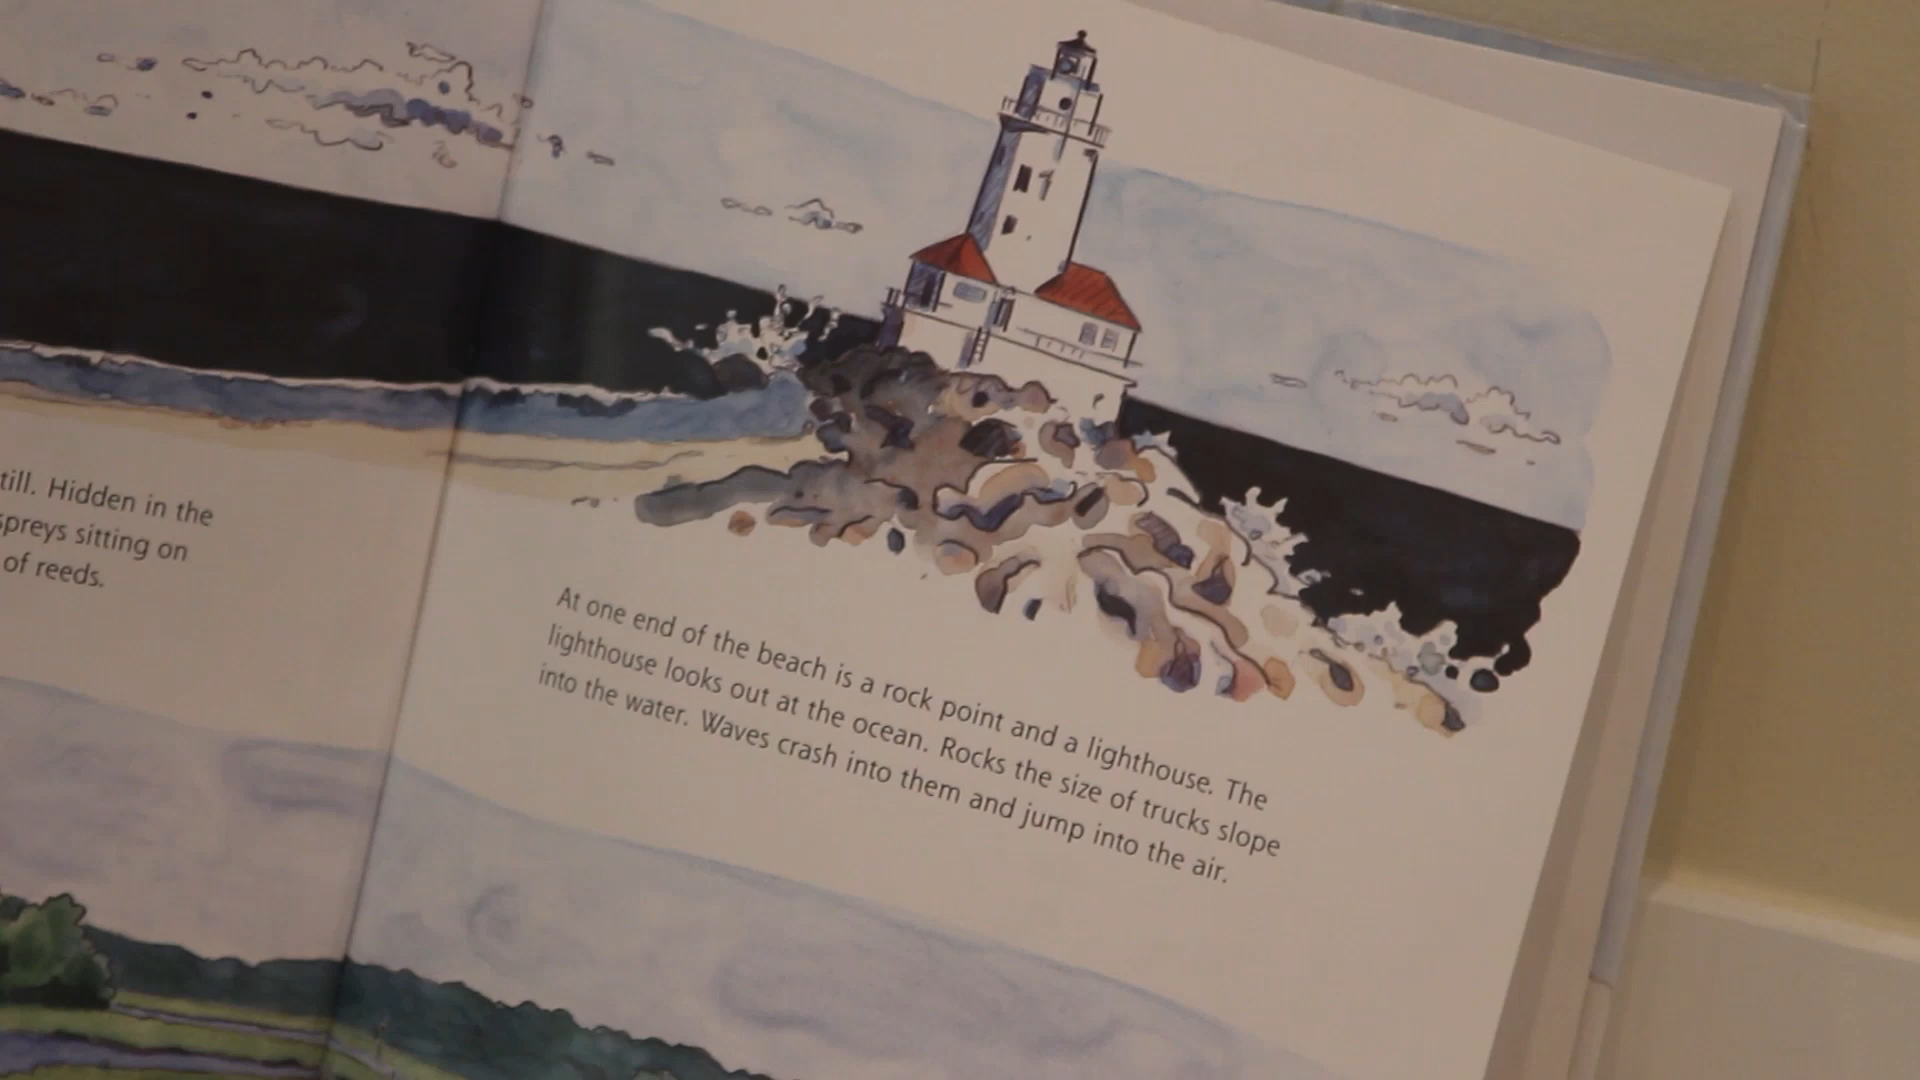 till. Hidden in the
spreys sitting on
of reeds.
At one end of the beach is a rock point and a lighthouse. The
lighthouse looks out at the ocean. Rocks the size of trucks slope
into the water. Waves crash into them and jump into the air.